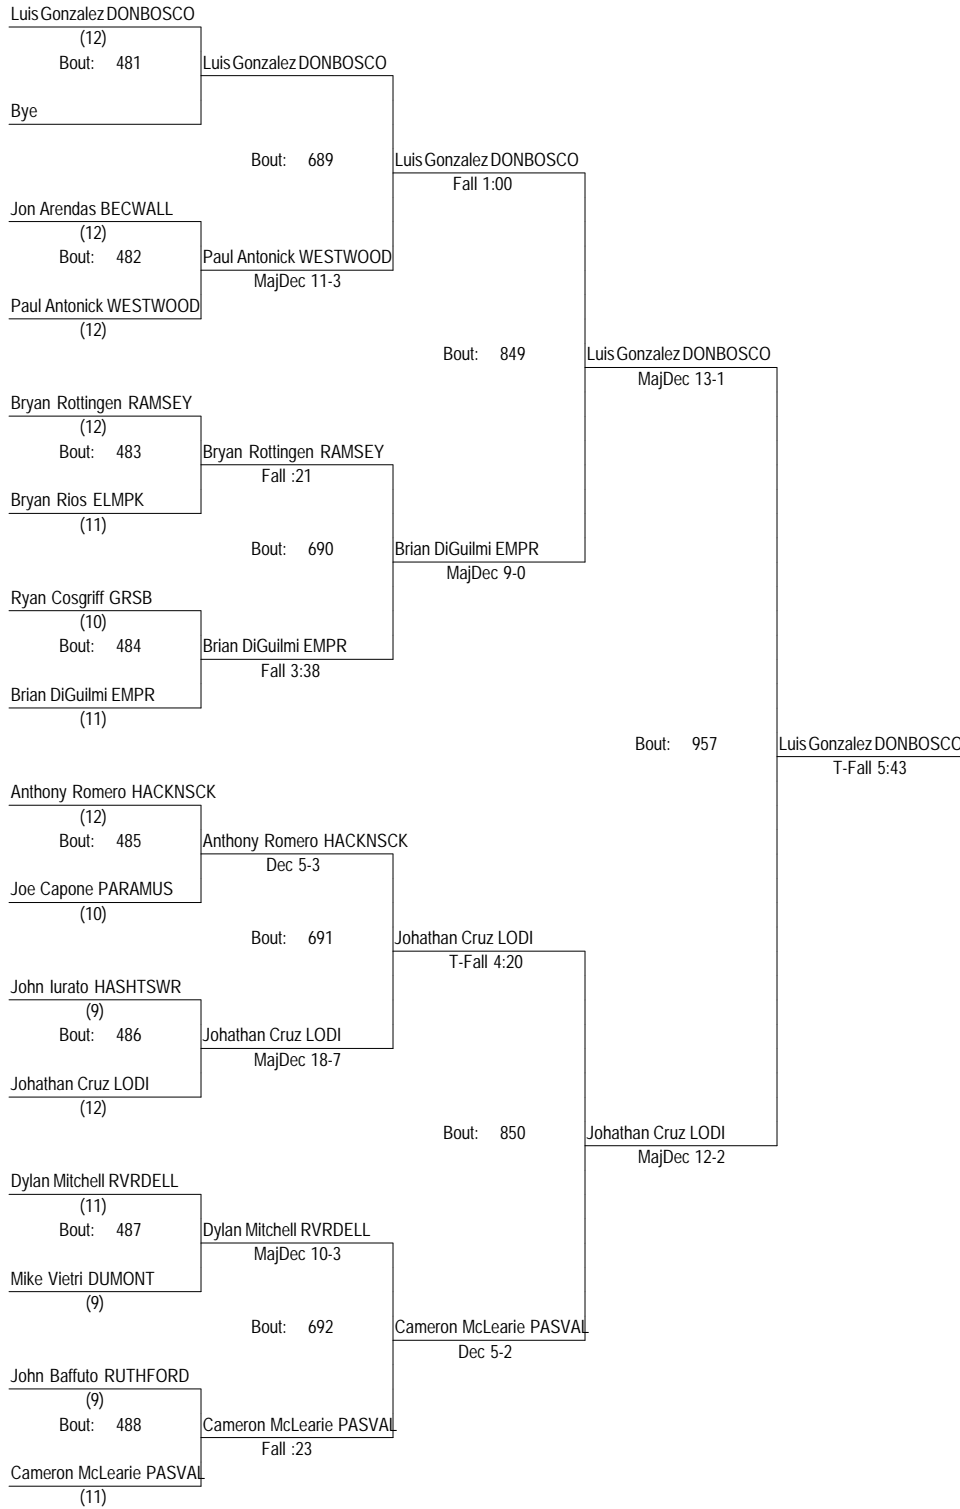 Luis Gonzalez DONBOSCO
(12)
Bout: 481
Luis Gonzalez DONBOSCO
Bye
Bout: 689
Luis Gonzalez DONBOSCO
Fall 1:00
Jon Arendas BECWALL
(12)
Bout: 482
Paul Antonick WESTWOOD
MajDec 11-3
Paul Antonick WESTWOOD
(12)
Bout: 849
Luis Gonzalez DONBOSCO
MajDec 13-1
Bryan Rottingen RAMSEY
(12)
Bout: 483
Bryan Rottingen RAMSEY
Fall :21
Bryan Rios ELMPK
(11)
Bout: 690
Brian DiGuilmi EMPR
MajDec 9-0
Ryan Cosgriff GRSB
(10)
Bout: 484
Brian DiGuilmi EMPR
Fall 3:38
Brian DiGuilmi EMPR
(11)
Bout: 957
Luis Gonzalez DONBOSCO
T-Fall 5:43
Anthony Romero HACKNSCK
(12)
Bout: 485
Anthony Romero HACKNSCK
Dec 5-3
Joe Capone PARAMUS
(10)
Bout: 691
Johathan Cruz LODI
T-Fall 4:20
John Iurato HASHTSWR
(9)
Bout: 486
Johathan Cruz LODI
MajDec 18-7
Johathan Cruz LODI
(12)
Bout: 850
Johathan Cruz LODI
MajDec 12-2
Dylan Mitchell RVRDELL
(11)
Bout: 487
Dylan Mitchell RVRDELL
MajDec 10-3
Mike Vietri DUMONT
(9)
Bout: 692
Cameron McLearie PASVAL
Dec 5-2
John Baffuto RUTHFORD
(9)
Bout: 488
Cameron McLearie PASVAL
Fall :23
Cameron McLearie PASVAL
(11)